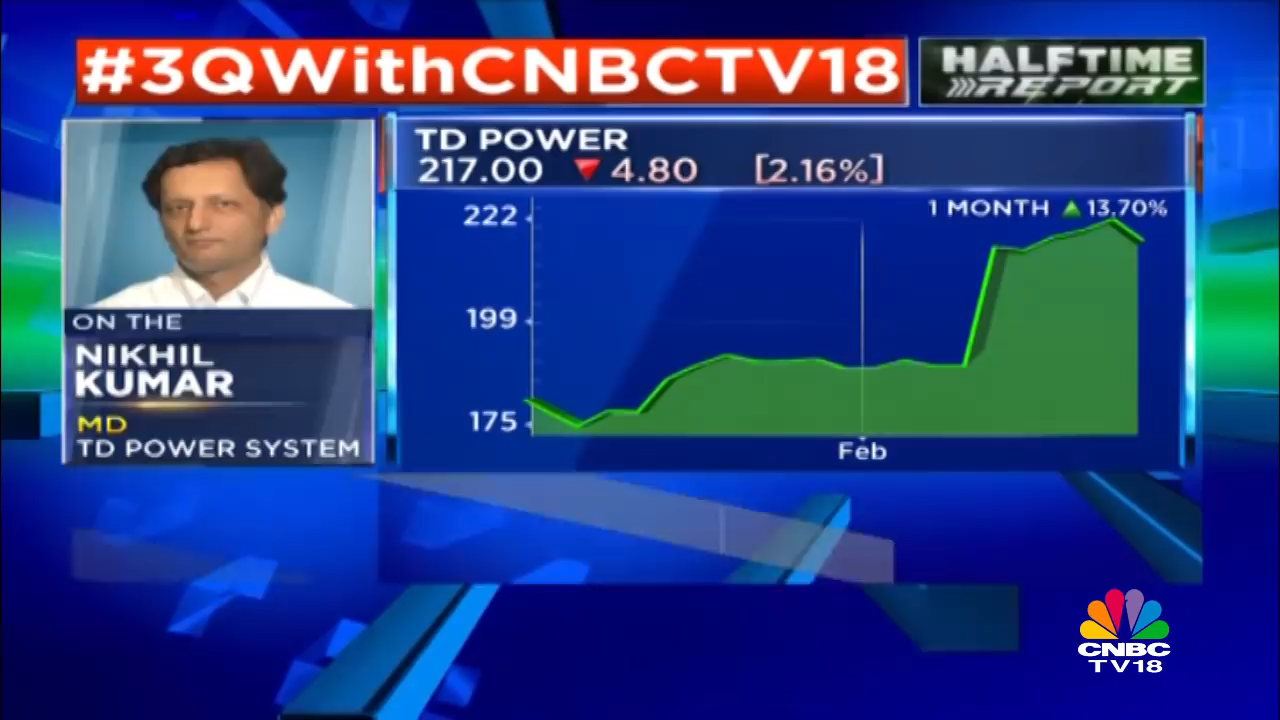 #3QWithCNBCTV18
HALFTIME
REPORT
TD POWER
217.00 ▼ 4.80 [2.16%]
1 MONTH ▲ 13.70%
222
199
175
Feb
ON THE
NIKHIL
KUMAR
MD
TD POWER SYSTEM
CNBC
TV18